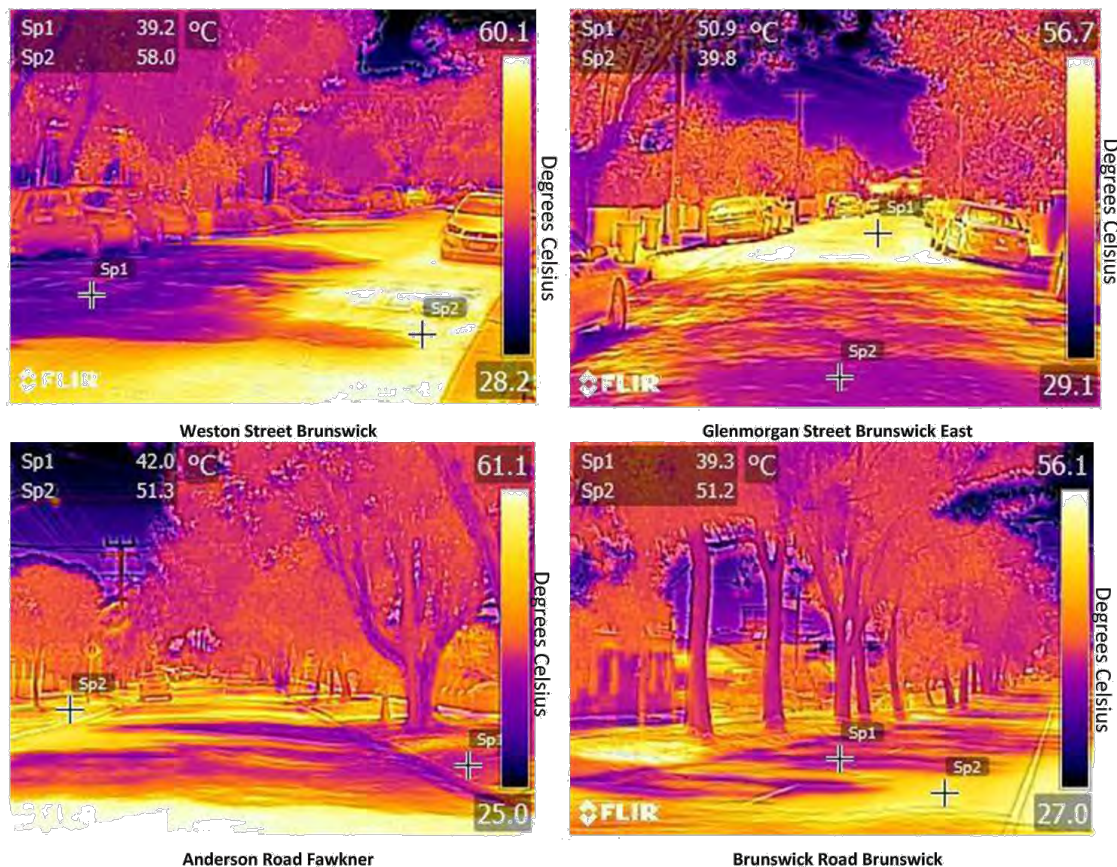 Sp1 39.2 °C 60.1
Sp2 58.0
Sp1
Sp2
FLIR 28.2
Degrees Celsius
Weston Street Brunswick
Sp1 50.9 °C 56.7
Sp2 39.8
Sp1
Sp2
FLIR 29.1
Degrees Celsius
Glenmorgan Street Brunswick East
Sp1 42.0 °C 61.1
Sp2 51.3
Sp2
Sp1
25.0
Degrees Celsius
Anderson Road Fawkner
Sp1 39.3 °C 56.1
Sp2 51.2
Sp1
Sp2
FLIR 27.0
Degrees Celsius
Brunswick Road Brunswick